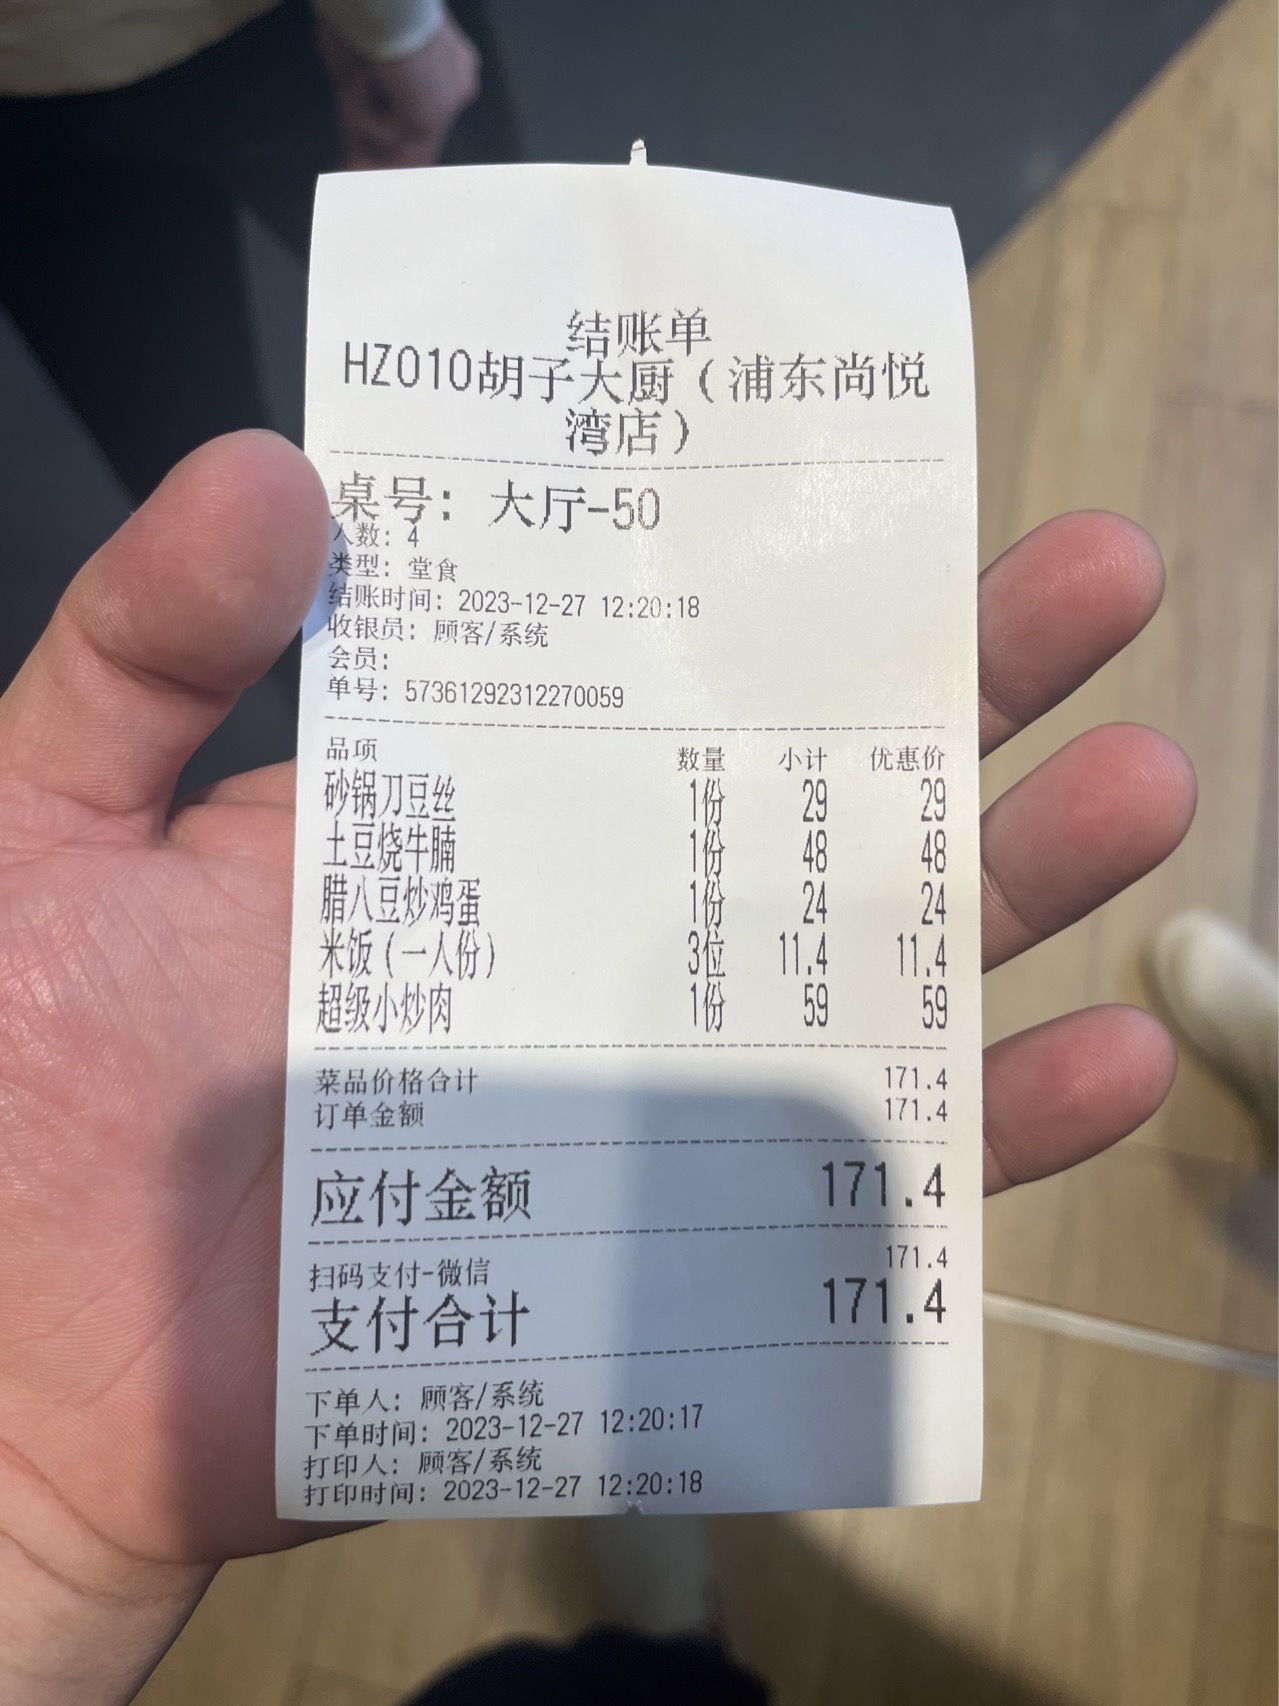 结账单
HZ010胡子大厨（浦东尚悦
湾店）
桌号：大厅-50
人数：4
类型：堂食
结账时间：2023-12-27 12:20:18
收银员：顾客/系统
会员：
单号：573612923122270059
品项 数量 小计 优惠价
砂锅刀豆丝 1份 29 29
土豆烧牛腩 1份 48 48
腊八豆炒鸡蛋 1份 24 24
米饭（一人份） 3位 11.4 11.4
超级小炒肉 1份 59 59
菜品价格合计 171.4
订单金额 171.4
应付金额 171.4
扫码支付-微信 171.4
支付合计 171.4
下单人：顾客/系统
下单时间：2023-12-27 12:20:17
打印人：顾客/系统
打印时间：2023-12-27 12:20:18